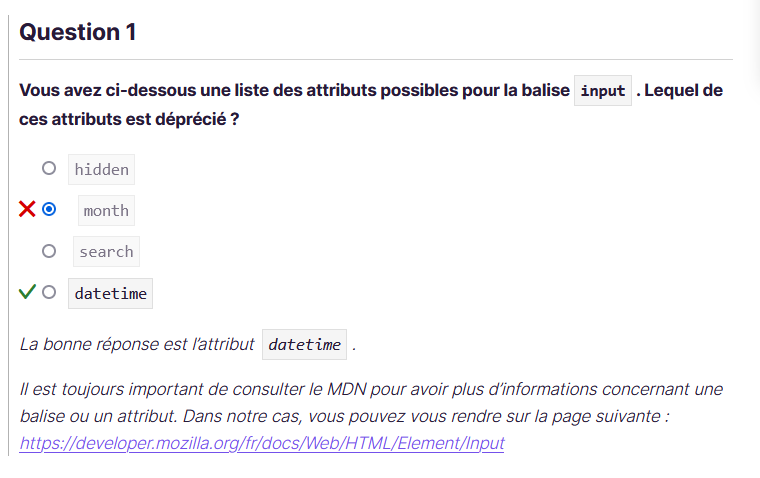 Question 1
Vous avez ci-dessous une liste des attributs possibles pour la balise input . Lequel de
ces attributs est déprécié ?
hidden
month
search
datetime
La bonne réponse est l’attribut datetime .
Il est toujours important de consulter le MDN pour avoir plus d’informations concernant une
balise ou un attribut. Dans notre cas, vous pouvez vous rendre sur la page suivante :
https://developer.mozilla.org/fr/docs/Web/HTML/Element/Input